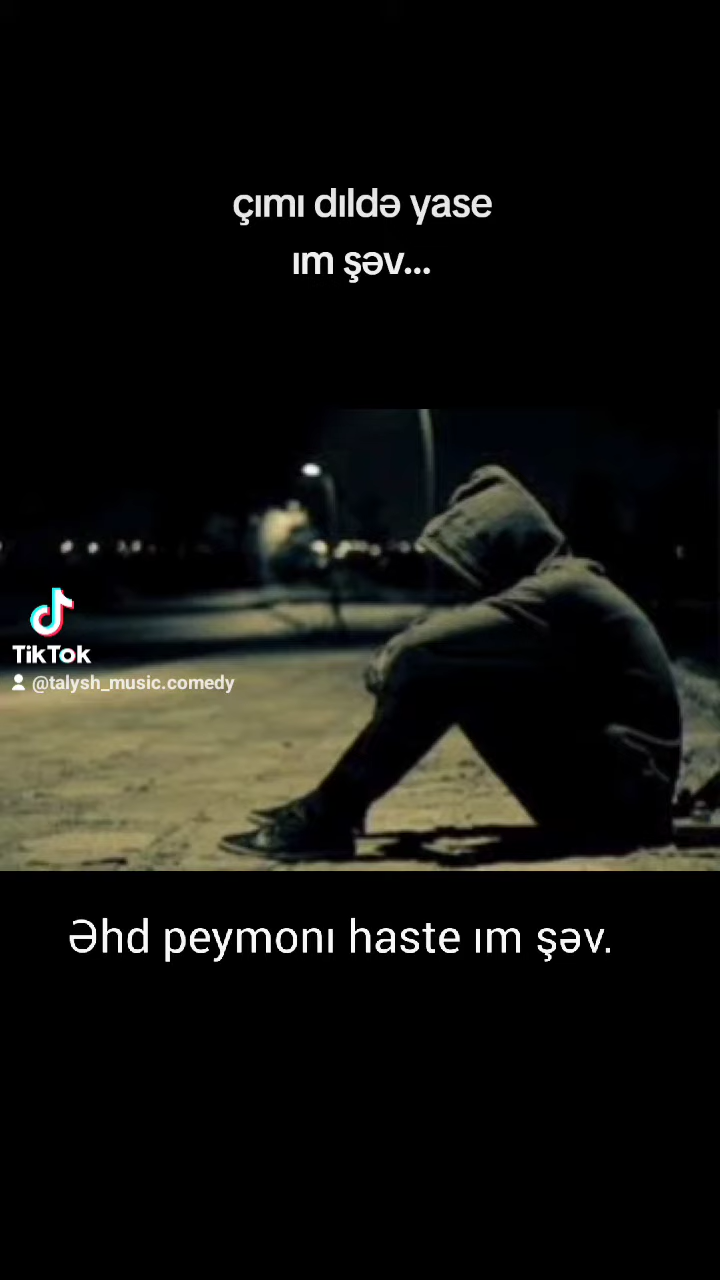 çımı dıldə yase
ım şəv...
TikTok
@talysh_music.comedy
Əhd peymonı haste ım şəv.